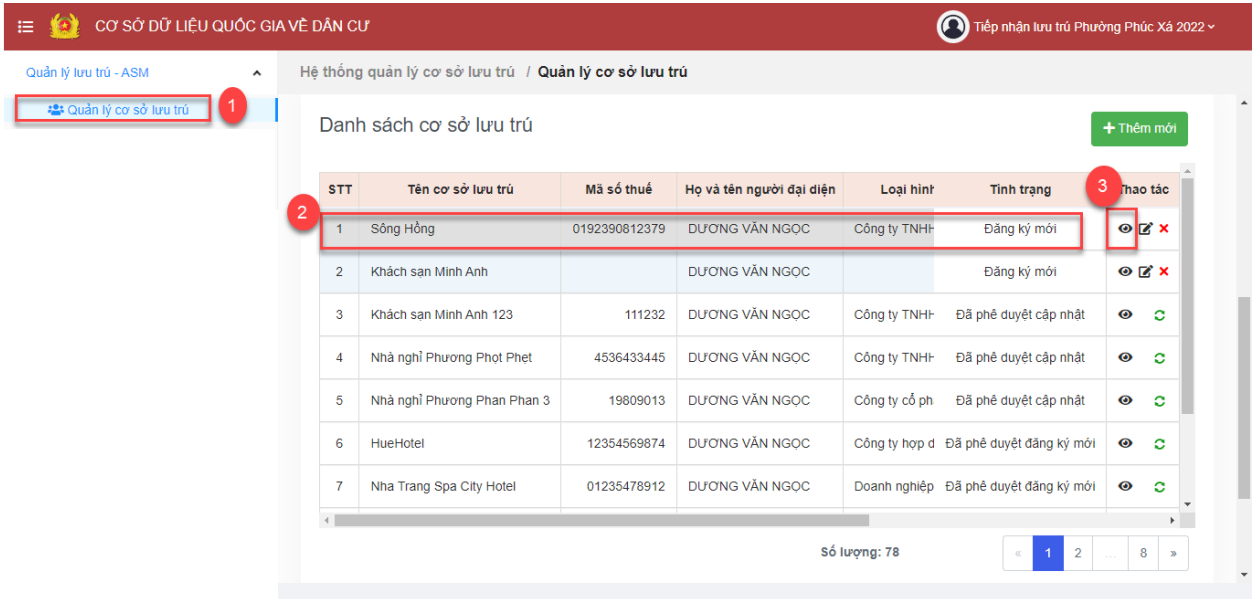 CƠ SỞ DỮ LIỆU QUỐC GIA VỀ DÂN CƯ
Tiếp nhận lưu trú Phường Phúc Xá 2022
Quản lý lưu trú - ASM
Hệ thống quản lý cơ sở lưu trú / Quản lý cơ sở lưu trú
Quản lý cơ sở lưu trú 1
Danh sách cơ sở lưu trú
+ Thêm mới
STT Tên cơ sở lưu trú Mã số thuế Họ và tên người đại diện Loại hình Tình trạng 3 Thao tác
2
1 Sông Hồng 0192390812379 DƯƠNG VĂN NGỌC Công ty TNHH Đăng ký mới
2 Khách sạn Minh Anh DƯƠNG VĂN NGỌC Đăng ký mới
3 Khách sạn Minh Anh 123 111232 DƯƠNG VĂN NGỌC Công ty TNHH Đã phê duyệt cập nhật
4 Nhà nghỉ Phương Phọt Phet 4536433445 DƯƠNG VĂN NGỌC Công ty TNHH Đã phê duyệt cập nhật
5 Nhà nghỉ Phương Phan Phan 3 19809013 DƯƠNG VĂN NGỌC Công ty cổ ph Đã phê duyệt cập nhật
6 HueHotel 12354569874 DƯƠNG VĂN NGỌC Công ty hợp d Đã phê duyệt đăng ký mới
7 Nha Trang Spa City Hotel 01235478912 DƯƠNG VĂN NGỌC Doanh nghiệp Đã phê duyệt đăng ký mới
Số lượng: 78
« 1 2 ... 8 »